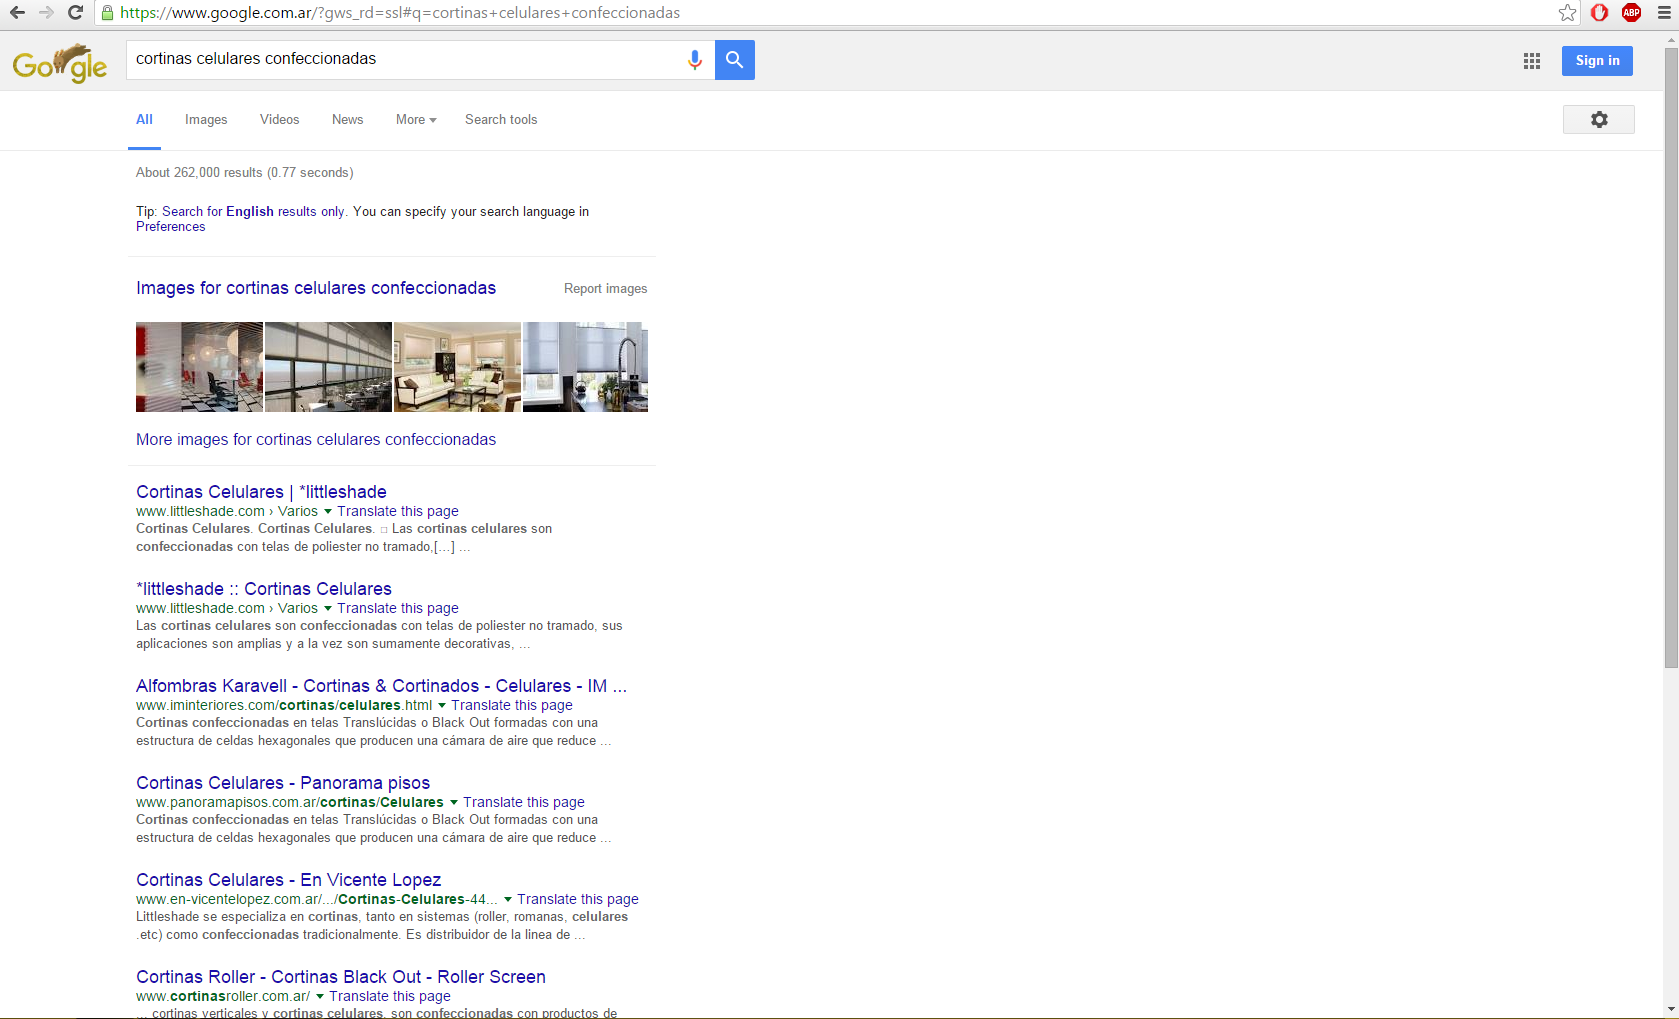 https://www.google.com.ar/?gws_rd=ssl#q=cortinas+celulares+confeccionadas
ABP
Google
cortinas celulares confeccionadas
Sign in
All Images Videos News More Search tools
About 262,000 results (0.77 seconds)
Tip: Search for English results only. You can specify your search language in
Preferences
Images for cortinas celulares confeccionadas
Report images
More images for cortinas celulares confeccionadas
Cortinas Celulares | *littleshade
www.littleshade.com › Varios Translate this page
Cortinas Celulares. Cortinas Celulares. □ Las cortinas celulares son
confeccionadas con telas de poliester no tramado,[...] ...
*littleshade :: Cortinas Celulares
www.littleshade.com › Varios Translate this page
Las cortinas celulares son confeccionadas con telas de poliester no tramado, sus
aplicaciones son amplias y a la vez son sumamente decorativas, ...
Alfombras Karavell - Cortinas & Cortinados - Celulares - IM ...
www.iminteriores.com/cortinas/celulares.html Translate this page
Cortinas confeccionadas en telas Translúcidas o Black Out formadas con una
estructura de celdas hexagonales que producen una cámara de aire que reduce ...
Cortinas Celulares - Panorama pisos
www.panoramapisos.com.ar/cortinas/Celulares Translate this page
Cortinas confeccionadas en telas Translúcidas o Black Out formadas con una
estructura de celdas hexagonales que producen una cámara de aire que reduce ...
Cortinas Celulares - En Vicente Lopez
www.en-vicentelopez.com.ar/.../Cortinas-Celulares-44... Translate this page
Littleshade se especializa en cortinas, tanto en sistemas (roller, romanas, celulares
.etc) como confeccionadas tradicionalmente. Es distribuidor de la linea de ...
Cortinas Roller - Cortinas Black Out - Roller Screen
www.cortinasroller.com.ar/ Translate this page
... cortinas verticales y cortinas celulares, son confeccionadas con productos de